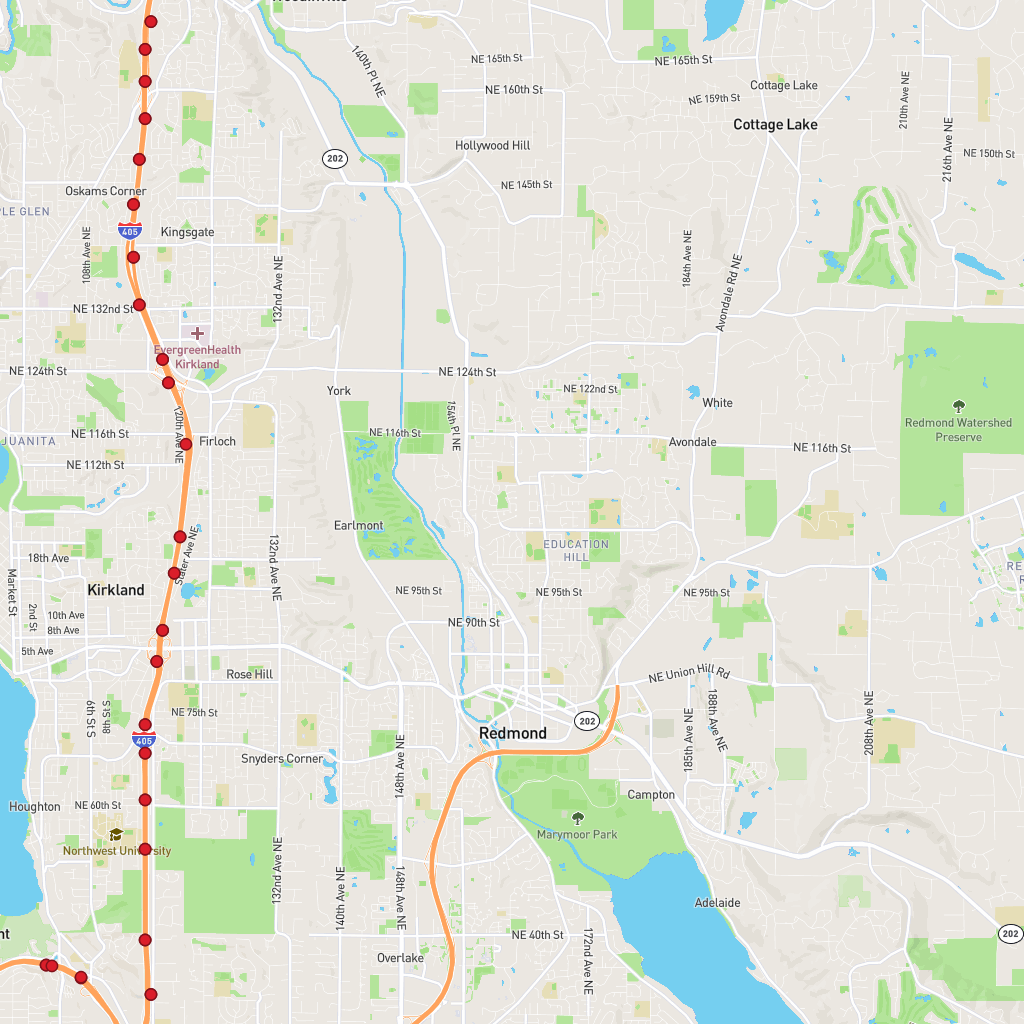 NE 165th St
NE 165th St
140th Pl NE
NE 160th St
NE 159th St
Cottage Lake
210th Ave NE
Cottage Lake
216th Ave NE
Hollywood Hill
NE 150th St
202
NE 145th St
Oskams Corner
PLE GLEN
405
Kingsgate
108th Ave NE
132nd Ave NE
184th Ave NE
Avondale Rd NE
NE 132nd St
EvergreenHealth
Kirkland
NE 124th St
NE 124th St
York
NE 122nd St
White
120th Ave NE
154th Pl NE
Redmond Watershed
Preserve
NE 116th St
NE 116th St
JUANITA
Firloch
Avondale
NE 116th St
NE 112th St
Earlmont
EDUCATION
HILL
18th Ave
Slater Ave NE
132nd Ave NE
RE
R
Kirkland
Market St
2nd St
10th Ave
8th Ave
5th Ave
NE 95th St
NE 95th St
NE 95th St
NE 90th St
Rose Hill
NE Union Hill Rd
6th St S
8th St S
NE 75th St
188th Ave NE
185th Ave NE
208th Ave NE
202
Redmond
405
148th Ave NE
Snyders Corner
Houghton
NE 60th St
Campton
Marymoor Park
Northwest University
132nd Ave NE
140th Ave NE
148th Ave NE
Adelaide
nt
NE 40th St
172nd Ave NE
202
Overlake